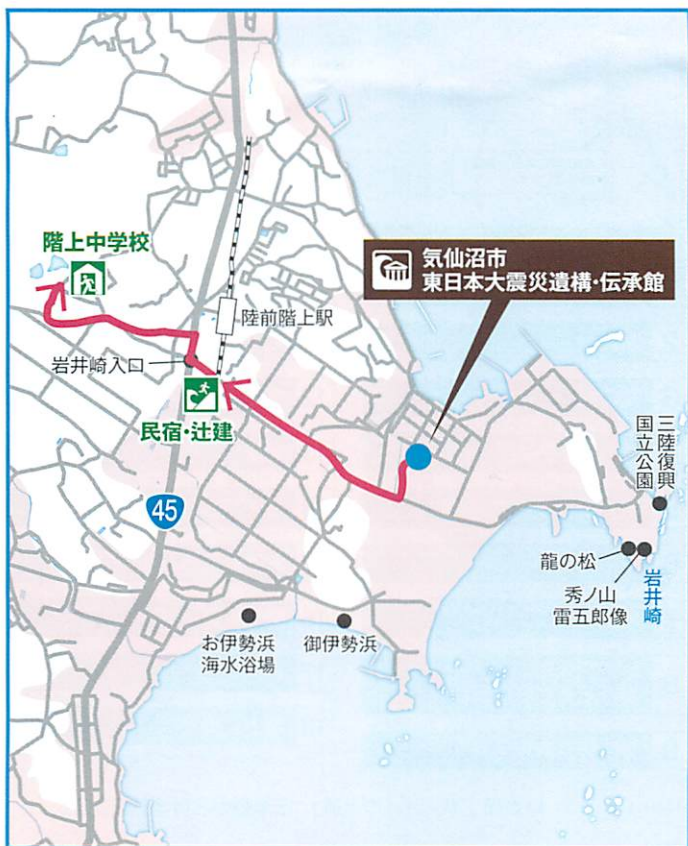 階上中学校
気仙沼市
東日本大震災遺構・伝承館
陸前階上駅
岩井崎入口
民宿・辻建
三陸復興
国立公園
45
龍の松
秀ノ山
雷五郎像
岩井崎
お伊勢浜
海水浴場
御伊勢浜